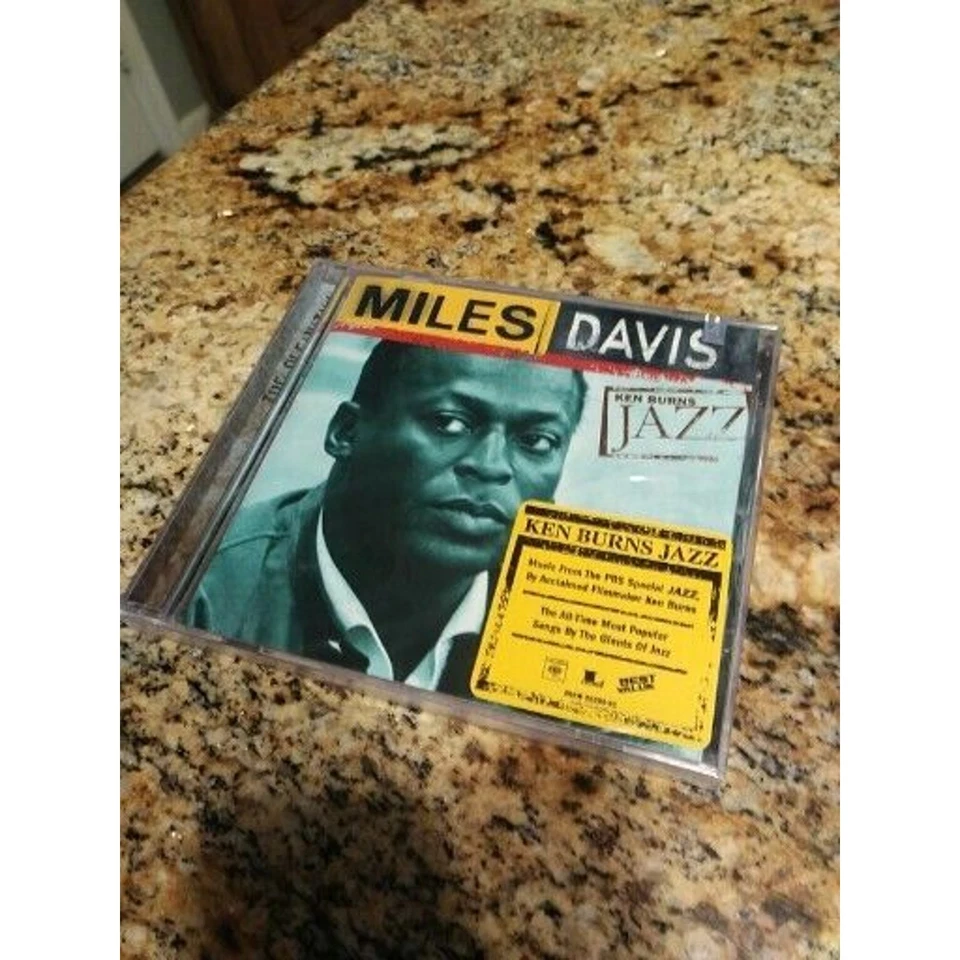 MILES DAVIS
KEN BURNS
JAZZ
KEN BURNS JAZZ
Music From The PBS Special JAZZ,
By Acclaimed Filmmaker Ken Burns
The All-Time Most Popular
Songs By The Giants Of Jazz
BEST
VALUE